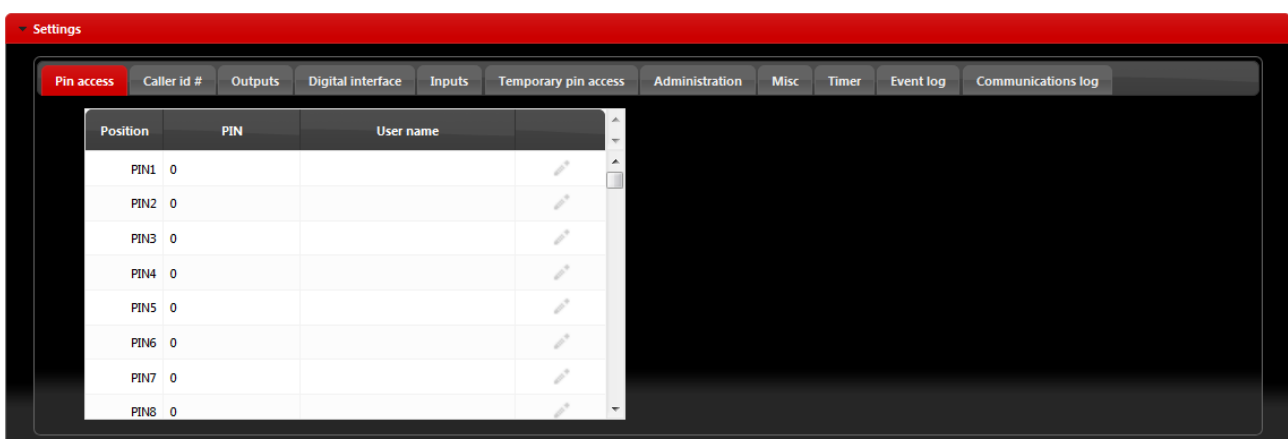 Settings
Pin access Caller id # Outputs Digital interface Inputs Temporary pin access Administration Misc Timer Event log Communications log
Position PIN User name
PIN1 0
PIN2 0
PIN3 0
PIN4 0
PIN5 0
PIN6 0
PIN7 0
PIN8 0